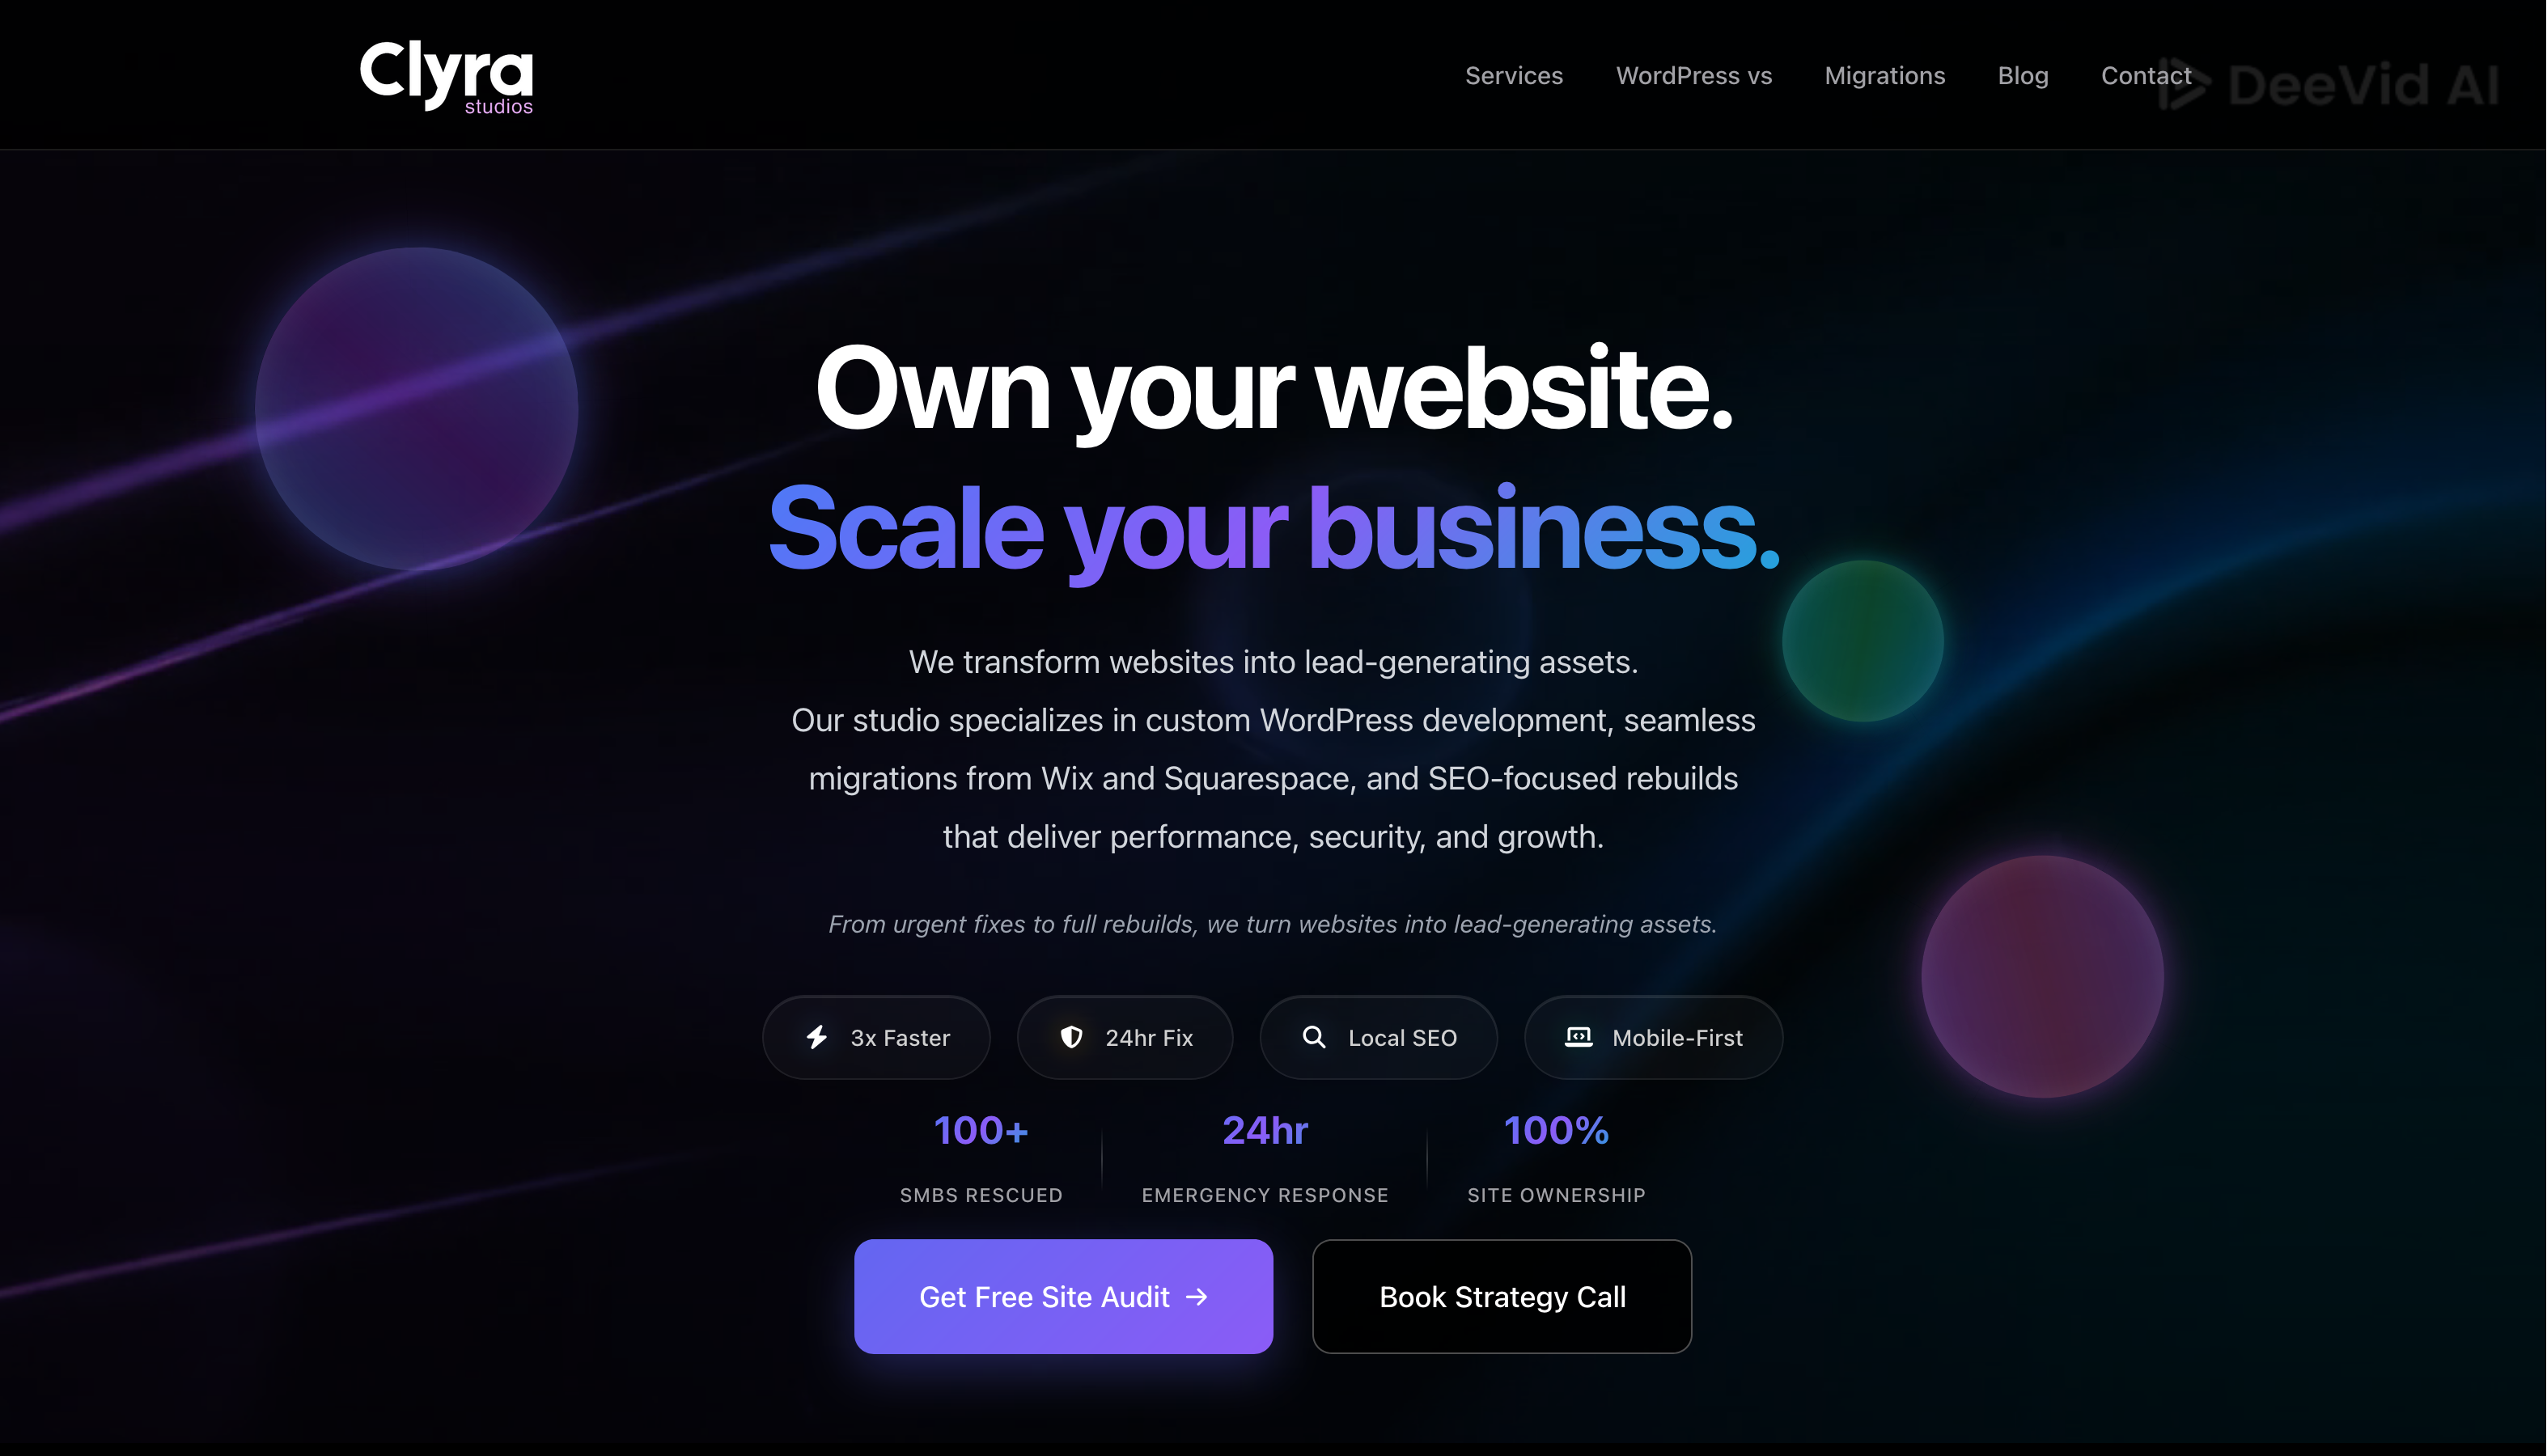 Clyra
studios
Services
WordPress vs
Migrations
Blog
Contact
DeeVid AI
Own your website.
Scale your business.
We transform websites into lead-generating assets.
Our studio specializes in custom WordPress development, seamless
migrations from Wix and Squarespace, and SEO-focused rebuilds
that deliver performance, security, and growth.
From urgent fixes to full rebuilds, we turn websites into lead-generating assets.
3x Faster
24hr Fix
Local SEO
Mobile-First
100+
SMBS RESCUED
24hr
EMERGENCY RESPONSE
100%
SITE OWNERSHIP
Get Free Site Audit →
Book Strategy Call